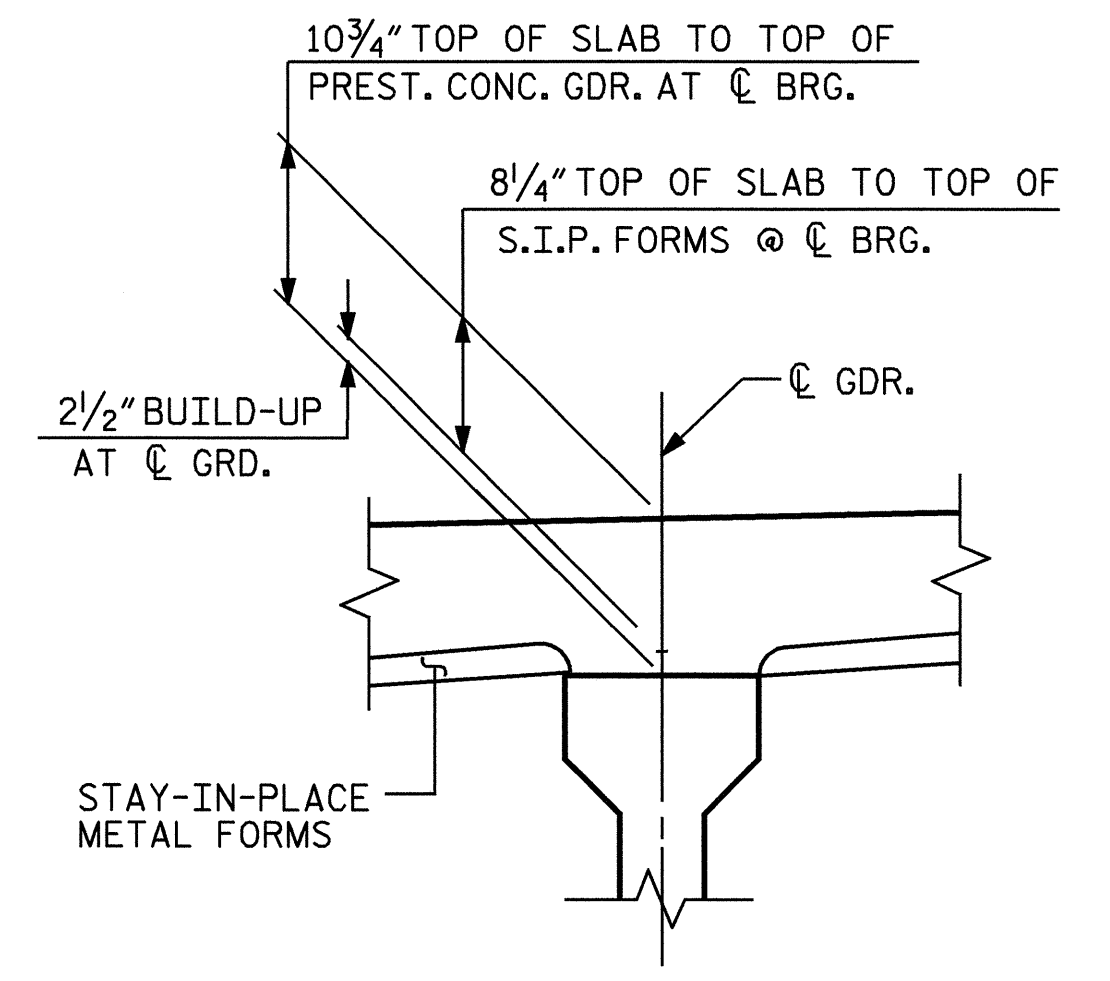 10¾" TOP OF SLAB TO TOP OF
PREST. CONC. GDR. AT ℄ BRG.
8¼" TOP OF SLAB TO TOP OF
S.I.P. FORMS @ ℄ BRG.
℄ GDR.
2½" BUILD-UP
AT ℄ GRD.
STAY-IN-PLACE
METAL FORMS